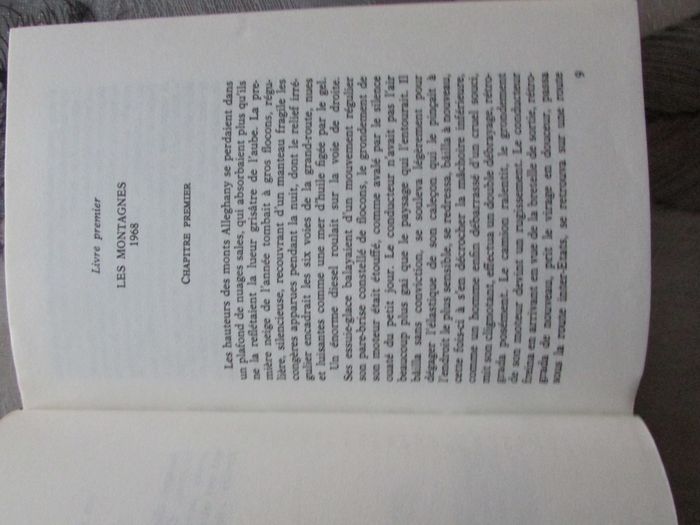 Livre premier
LES MONTAGNES
1968
CHAPITRE PREMIER
Les hauteurs des monts Alleghany se perdaient dans
un plafond de nuages sales, qui absorbaient plus qu'ils
ne la reflétaient la lueur grisâtre de l'aube. La pre-
mière neige de l'année tombait à gros flocons, régu-
lière, silencieuse, recouvrant d'un manteau fragile les
congères apparues pendant la nuit, dont le relief irré-
gulier endrait les six voies de la grand-route, nues
et luisantes comme une mer d'huile figée par le gel.
Un énorme diesel roulait sur la voie de droite.
Ses essuie-glace balayaient d'un mouvement régulier
son pare-brise constellé de flocons, le grondement de
son moteur était étouffé, comme avalé par le silence
ouaté du petit jour. Le conducteur n'avait pas l'air
beaucoup plus gai que le paysage qui l'entourait. Il
bâilla sans conviction, se souleva légèrement pour
dégager l'élastique de son caleçon, qui le pinçait à
l'endroit le plus sensible, se redressa, bâilla à nouveau,
cette fois-ci à s'en décrocher la mâchoire inférieure,
comme un homme enfin débarrassé d'un cruel souci,
mit son clignotant, effectua un double débrayage, rétro-
grada posément. Le camion ralentit, le grondement
de son moteur devint un rugissement. Le conducteur
freina en arrivant en vue de la bretelle de sortie, rétro-
grada de nouveau, prit le virage en douceur, passa
sous la route inter-Etats, se retrouva sur une route
9